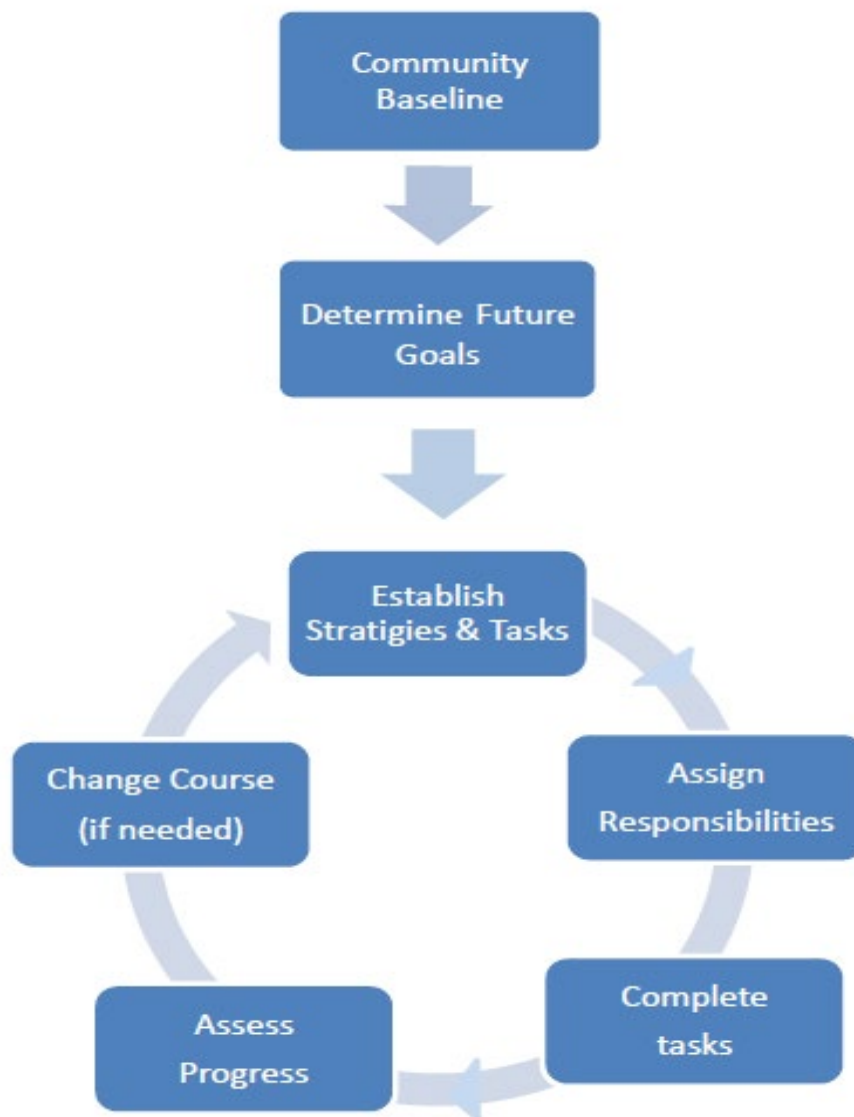 Community
Baseline
Determine Future
Goals
Establish
Stratigies & Tasks
Assign
Responsibilities
Complete
tasks
Assess
Progress
Change Course
(if needed)